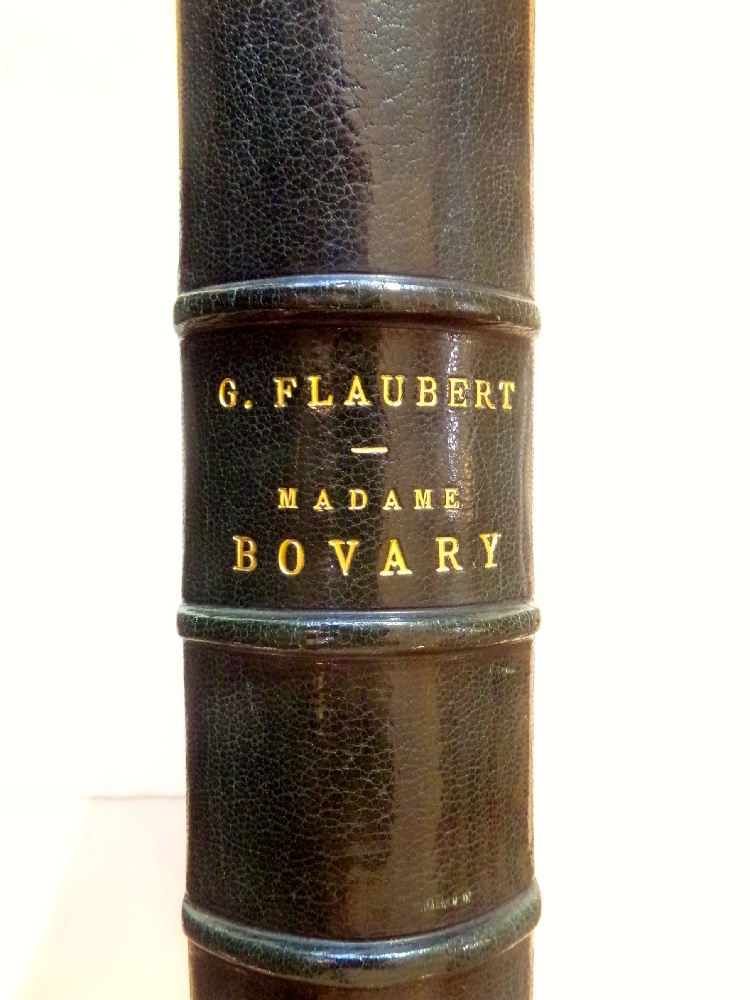 G. FLAUBERT
—
MADAME
BOVARY